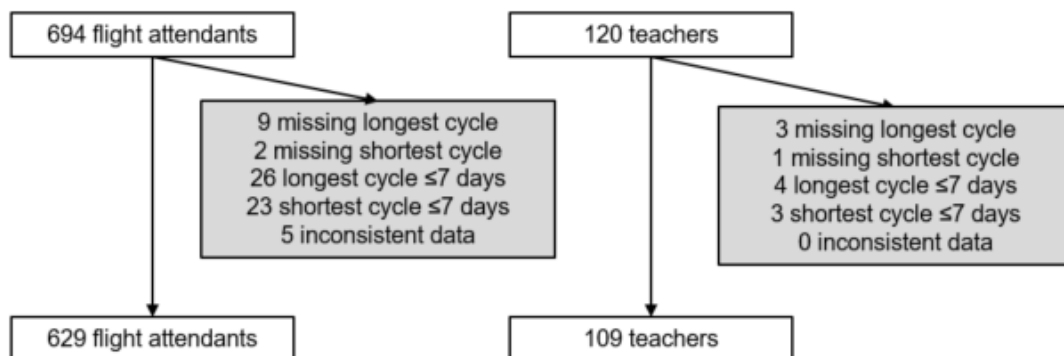 694 flight attendants
120 teachers
9 missing longest cycle
2 missing shortest cycle
26 longest cycle ≤7 days
23 shortest cycle ≤7 days
5 inconsistent data
3 missing longest cycle
1 missing shortest cycle
4 longest cycle ≤7 days
3 shortest cycle ≤7 days
0 inconsistent data
629 flight attendants
109 teachers